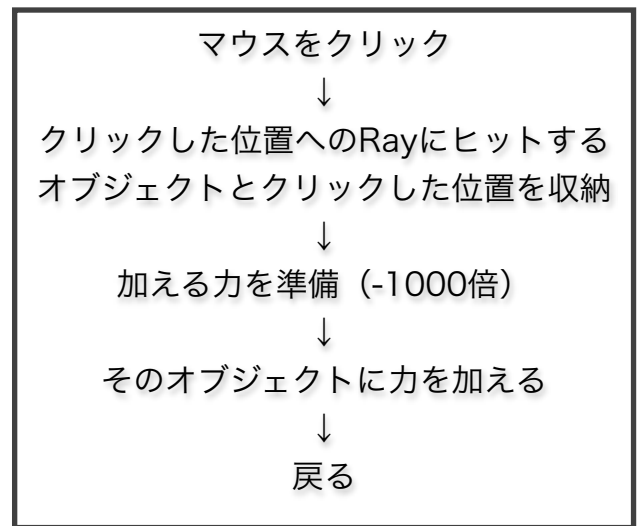 マウスをクリック
↓
クリックした位置へのRayにヒットする
オブジェクトとクリックした位置を収納
↓
加える力を準備（-1000倍）
↓
そのオブジェクトに力を加える
↓
戻る